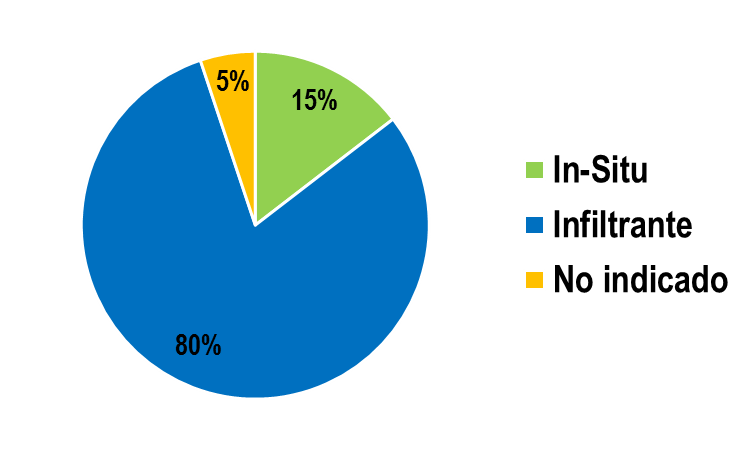 5%
15%
80%
In-Situ
Infiltrante
No indicado